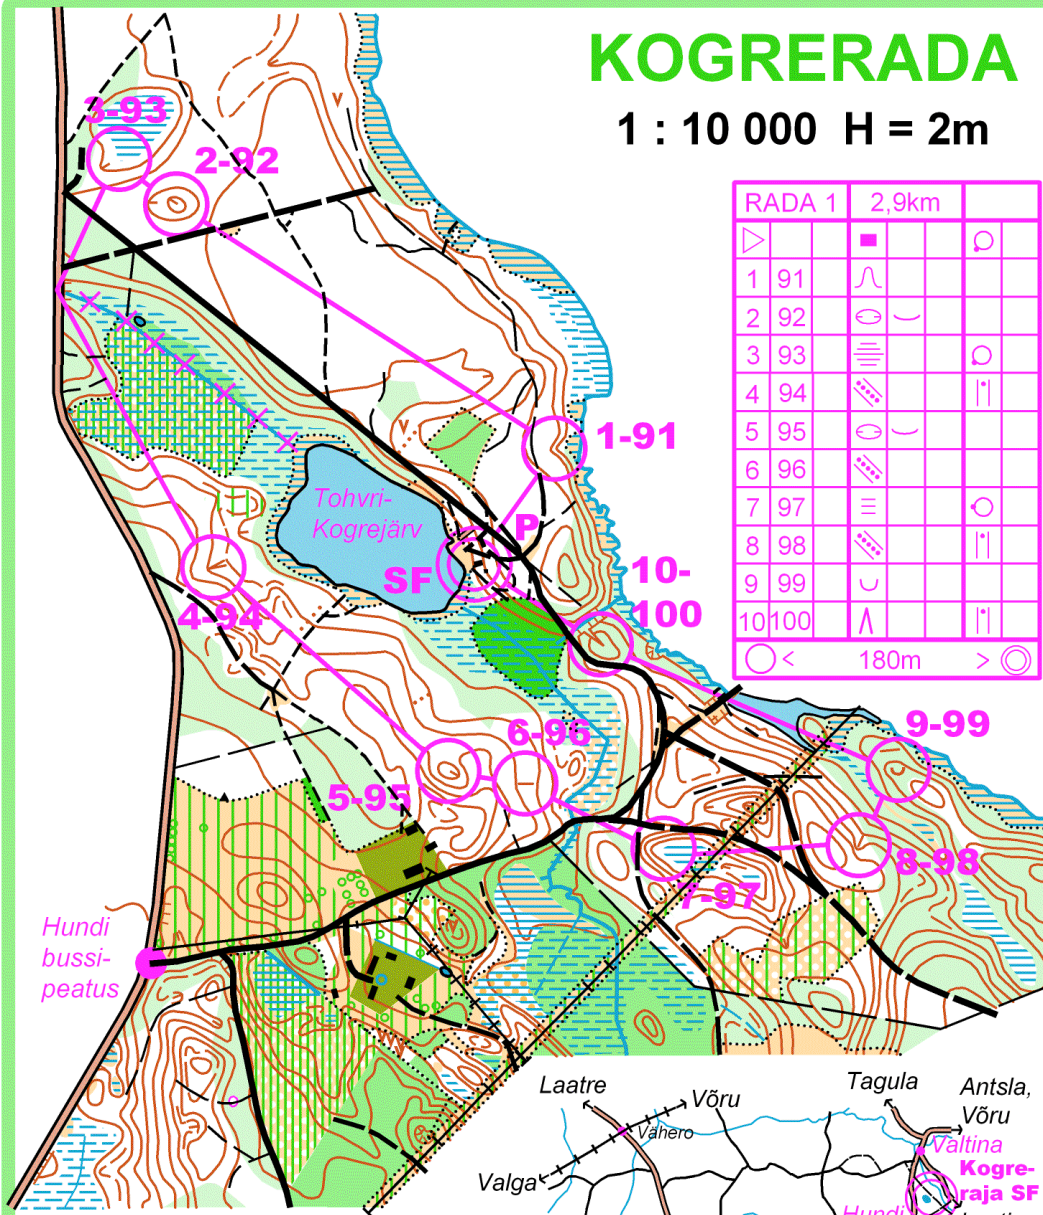 KOGRERADA
1 : 10 000 H = 2m
RADA 1 2,9km
1 91
2 92
3 93
4 94
5 95
6 96
7 97
8 98
9 99
10 100
< 180m >
3-93
2-92
1-91
Tohvri-
Kogrejärv
P
SF
10-
100
4-94
6-96
5-95
9-99
8-98
7-97
Hundi
bussi-
peatus
Laatre
Võru
Vähero
Valga
Tagula
Antsla,
Võru
Valtina
Kogre-
raja SF
Hundi